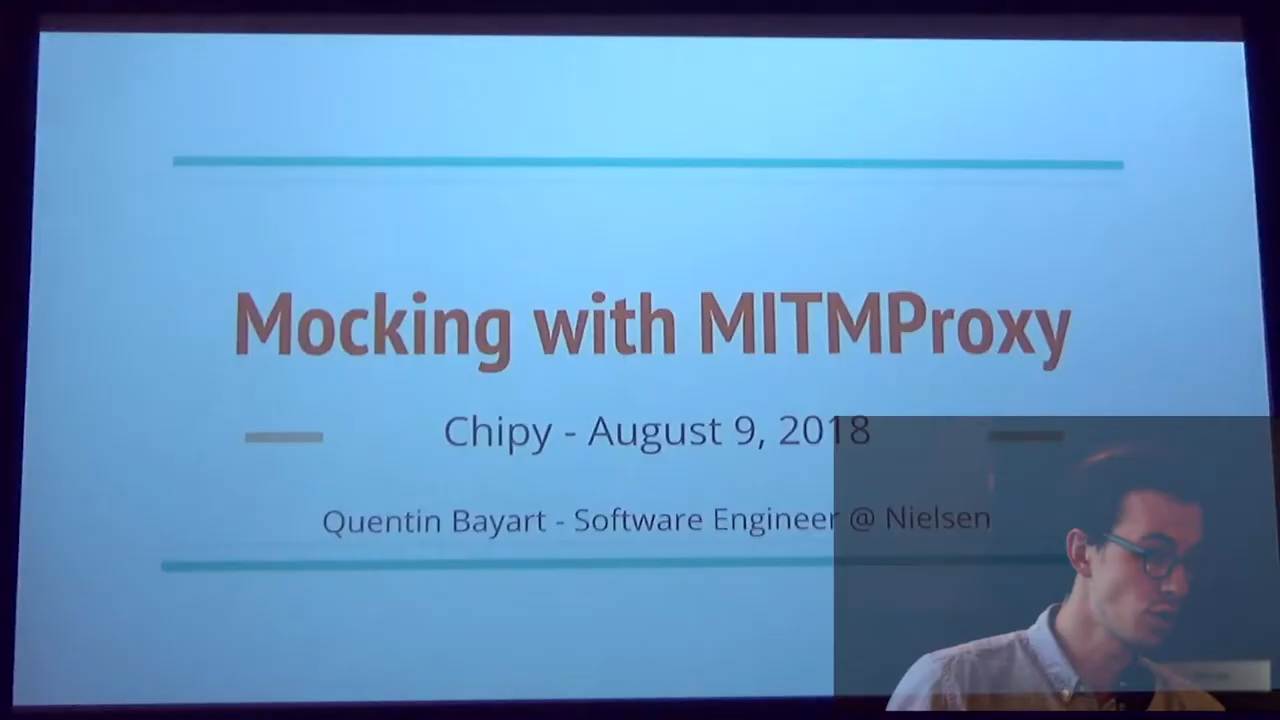 Mocking with MITMProxy
Chipy - August 9, 2018
Quentin Bayart - Software Engineer @ Nielsen